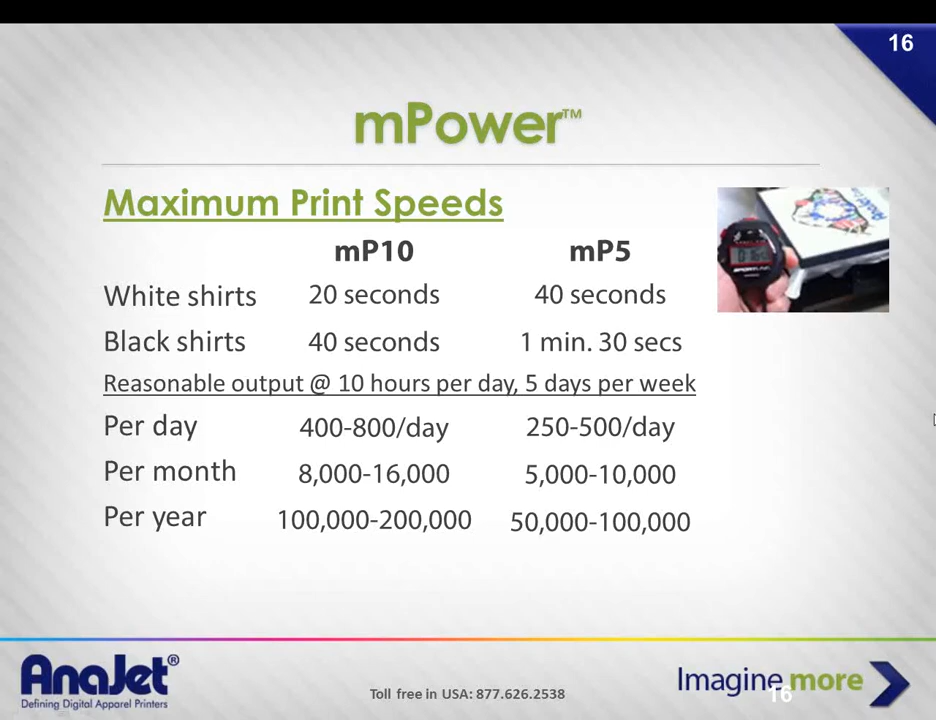 16
mPower™
Maximum Print Speeds
mP10 mP5
White shirts 20 seconds 40 seconds
Black shirts 40 seconds 1 min. 30 secs
Reasonable output @ 10 hours per day, 5 days per week
Per day 400-800/day 250-500/day
Per month 8,000-16,000 5,000-10,000
Per year 100,000-200,000 50,000-100,000
AnaJet®
Defining Digital Apparel Printers
Toll free in USA: 877.626.2538
Imagine more
16